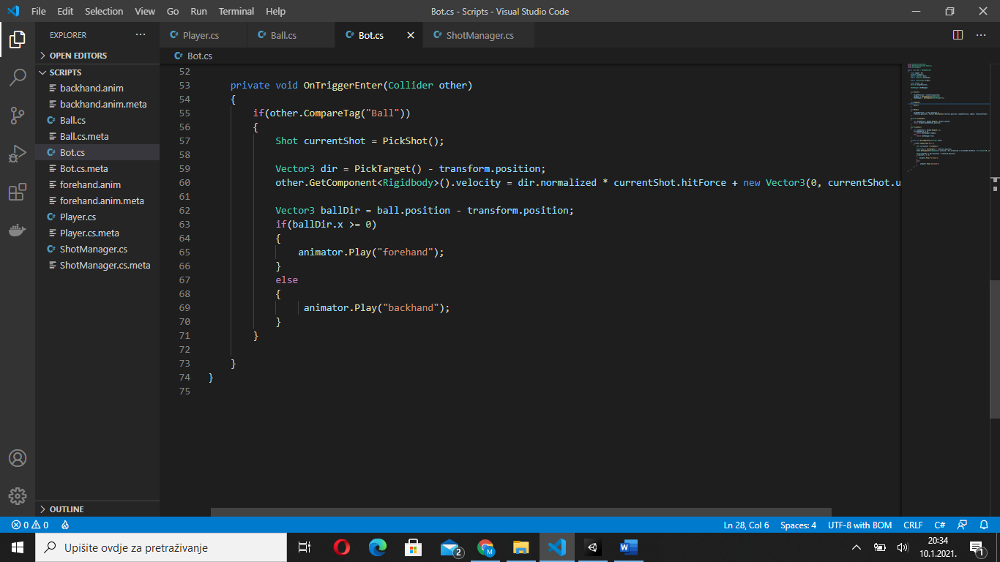 File Edit Selection View Go Run Terminal Help
Bot.cs - Scripts - Visual Studio Code
EXPLORER
Player.cs
Ball.cs
Bot.cs
ShotManager.cs
OPEN EDITORS
Bot.cs
SCRIPTS
backhand.anim
backhand.anim.meta
Ball.cs
Ball.cs.meta
Bot.cs
Bot.cs.meta
forehand.anim
forehand.anim.meta
Player.cs
Player.cs.meta
ShotManager.cs
ShotManager.cs.meta
OUTLINE
52
53 private void OnTriggerEnter(Collider other)
54 {
55 if(other.CompareTag("Ball"))
56 {
57 Shot currentShot = PickShot();
58
59 Vector3 dir = PickTarget() - transform.position;
60 other.GetComponent<Rigidbody>().velocity = dir.normalized * currentShot.hitForce + new Vector3(0, currentShot.u
61
62 Vector3 ballDir = ball.position - transform.position;
63 if(ballDir.x >= 0)
64 {
65 animator.Play("forehand");
66 }
67 else
68 {
69 animator.Play("backhand");
70 }
71 }
72
73 }
74 }
75
0 0
Ln 28, Col 6
Spaces: 4
UTF-8 with BOM
CRLF
C#
Upišite ovdje za pretraživanje
2
20:34
10.1.2021.
1